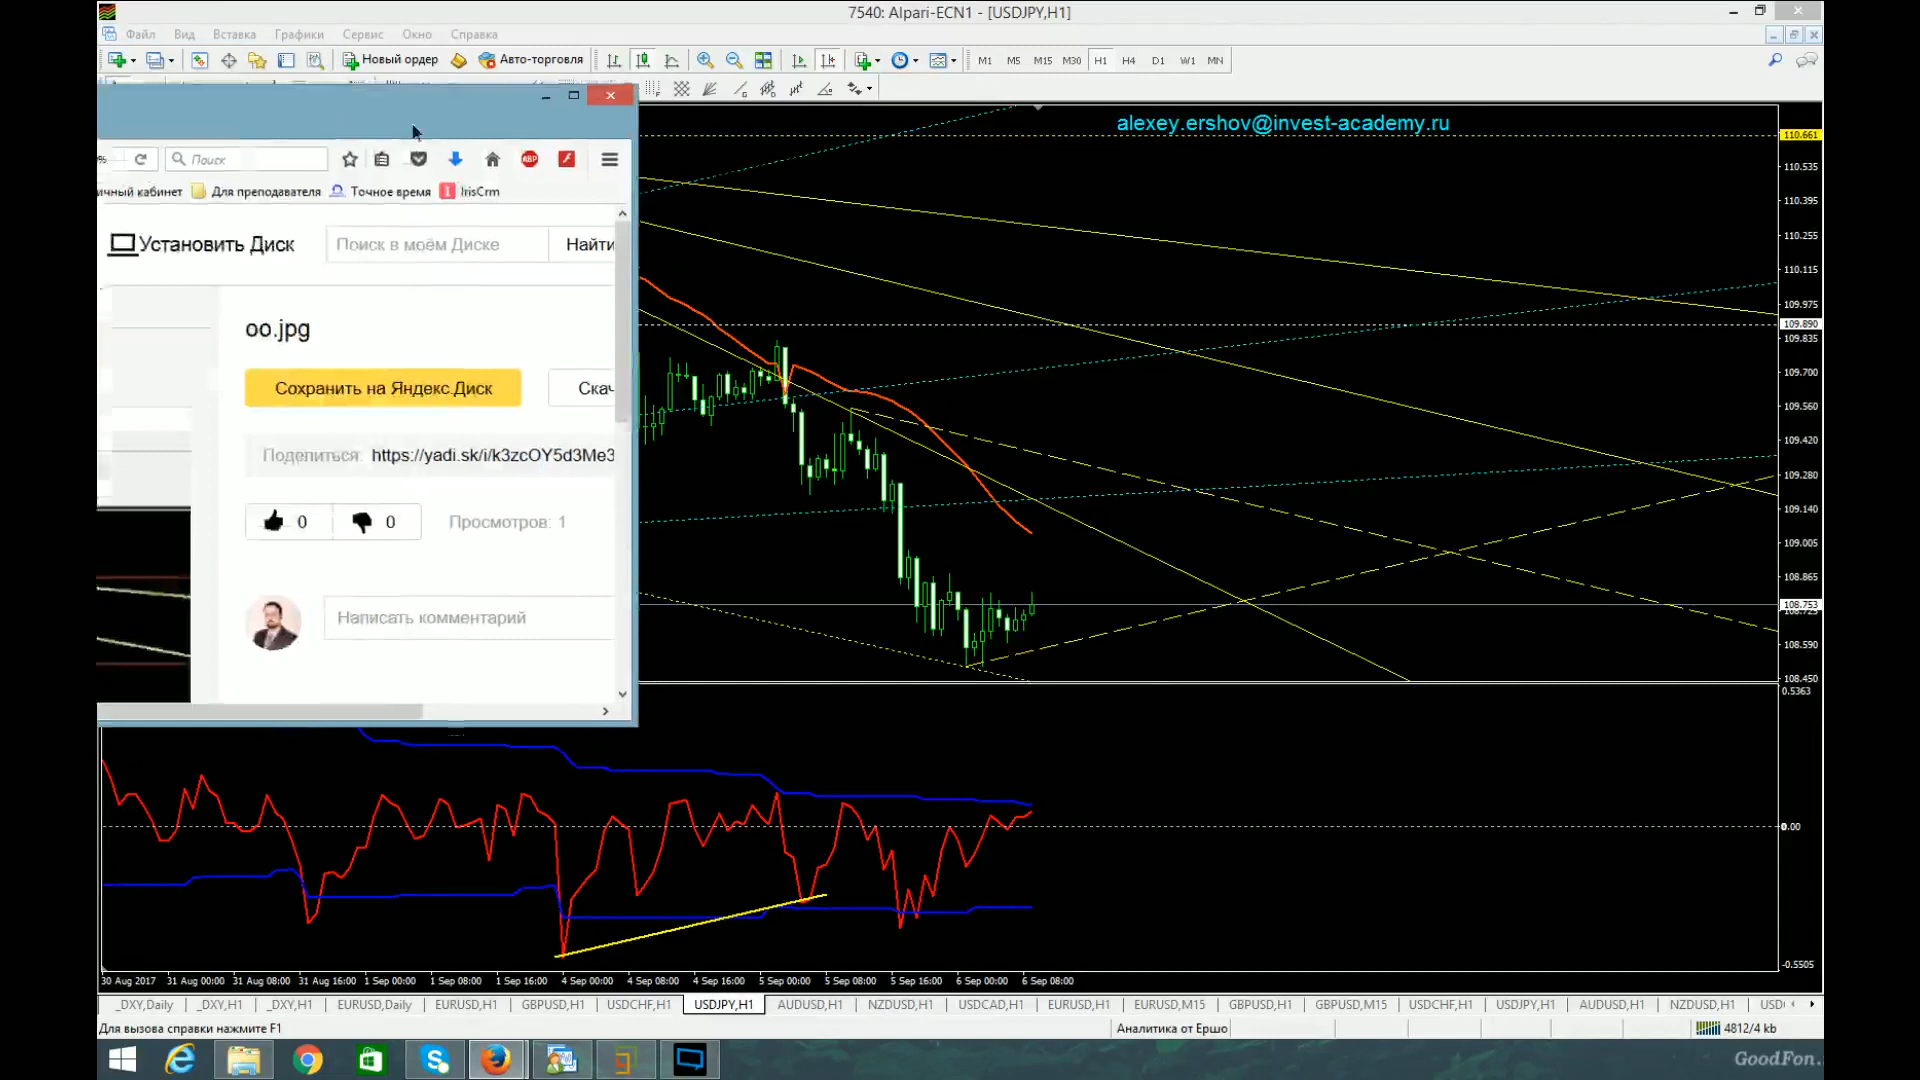 7540: Alpari-ECN1 - [USDJPY,H1]
Файл Вид Вставка Графики Сервис Окно Справка
Новый ордер Авто-торговля M1 M5 M15 M30 H1 H4 D1 W1 MN
alexey.ershov@invest-academy.ru
% Поиск ABP
ичный кабинет Для преподавателя Точное время IrisCrm
Установить Диск Поиск в моём Диске Найти
oo.jpg
Сохранить на Яндекс.Диск Скач
Поделиться: https://yadi.sk/i/k3zcOY5d3Me3
0 0 Просмотров: 1
Написать комментарий
110.661
110.535
110.395
110.255
110.115
109.975
109.890
109.835
109.700
109.560
109.420
109.280
109.140
109.005
108.865
108.753
108.590
108.450
0.5363
0.00
-0.5505
30 Aug 2017 31 Aug 00:00 31 Aug 08:00 31 Aug 16:00 1 Sep 00:00 1 Sep 08:00 1 Sep 16:00 4 Sep 00:00 4 Sep 08:00 4 Sep 16:00 5 Sep 00:00 5 Sep 08:00 5 Sep 16:00 6 Sep 00:00 6 Sep 08:00
_DXY,Daily _DXY,H1 _DXY,H1 EURUSD,Daily EURUSD,H1 GBPUSD,H1 USDCHF,H1 USDJPY,H1 AUDUSD,H1 NZDUSD,H1 USDCAD,H1 EURUSD,H1 EURUSD,M15 GBPUSD,H1 GBPUSD,M15 USDCHF,H1 USDJPY,H1 AUDUSD,H1 NZDUSD,H1 USD
Для вызова справки нажмите F1 Аналитика от Ершо 4812/4 kb
GoodFon.